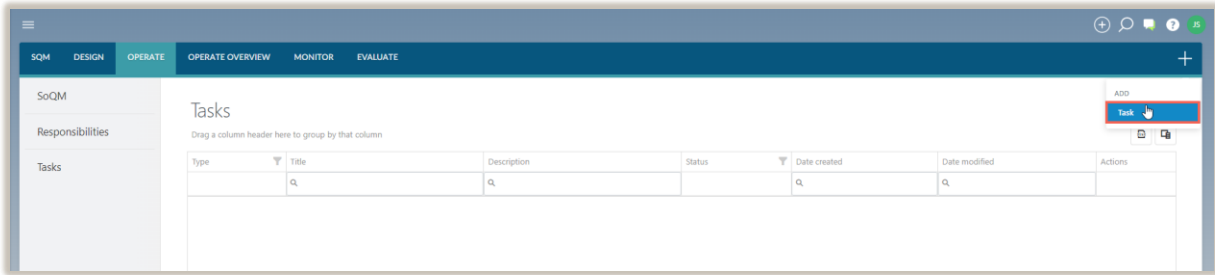 JS
SQM DESIGN OPERATE OPERATE OVERVIEW MONITOR EVALUATE
SoQM
Responsibilities
Tasks
Tasks
Drag a column header here to group by that column
Type Title Description Status Date created Date modified Actions
ADD
Task